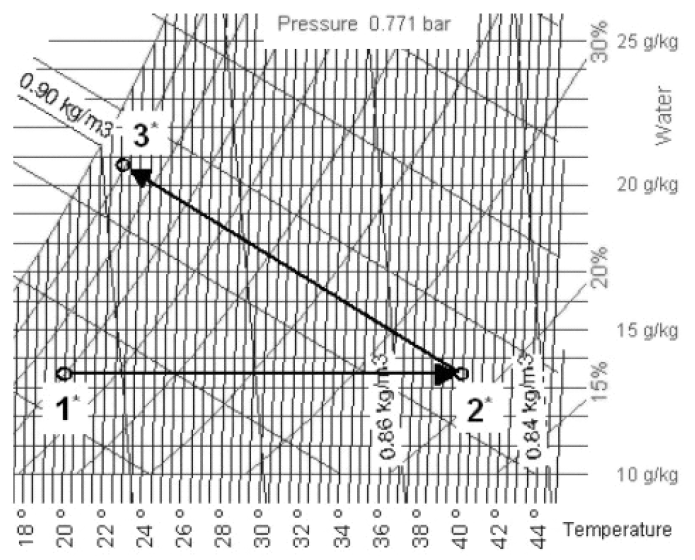 Pressure 0.771 bar
30%
25 g/kg
Water
0.90 kg/m3
3*
20 g/kg
20%
15 g/kg
15%
1*
0.86 kg/m3
2*
0.84 kg/m3
10 g/kg
18° 20° 22° 24° 26° 28° 30° 32° 34° 36° 38° 40° 42° 44° Temperature